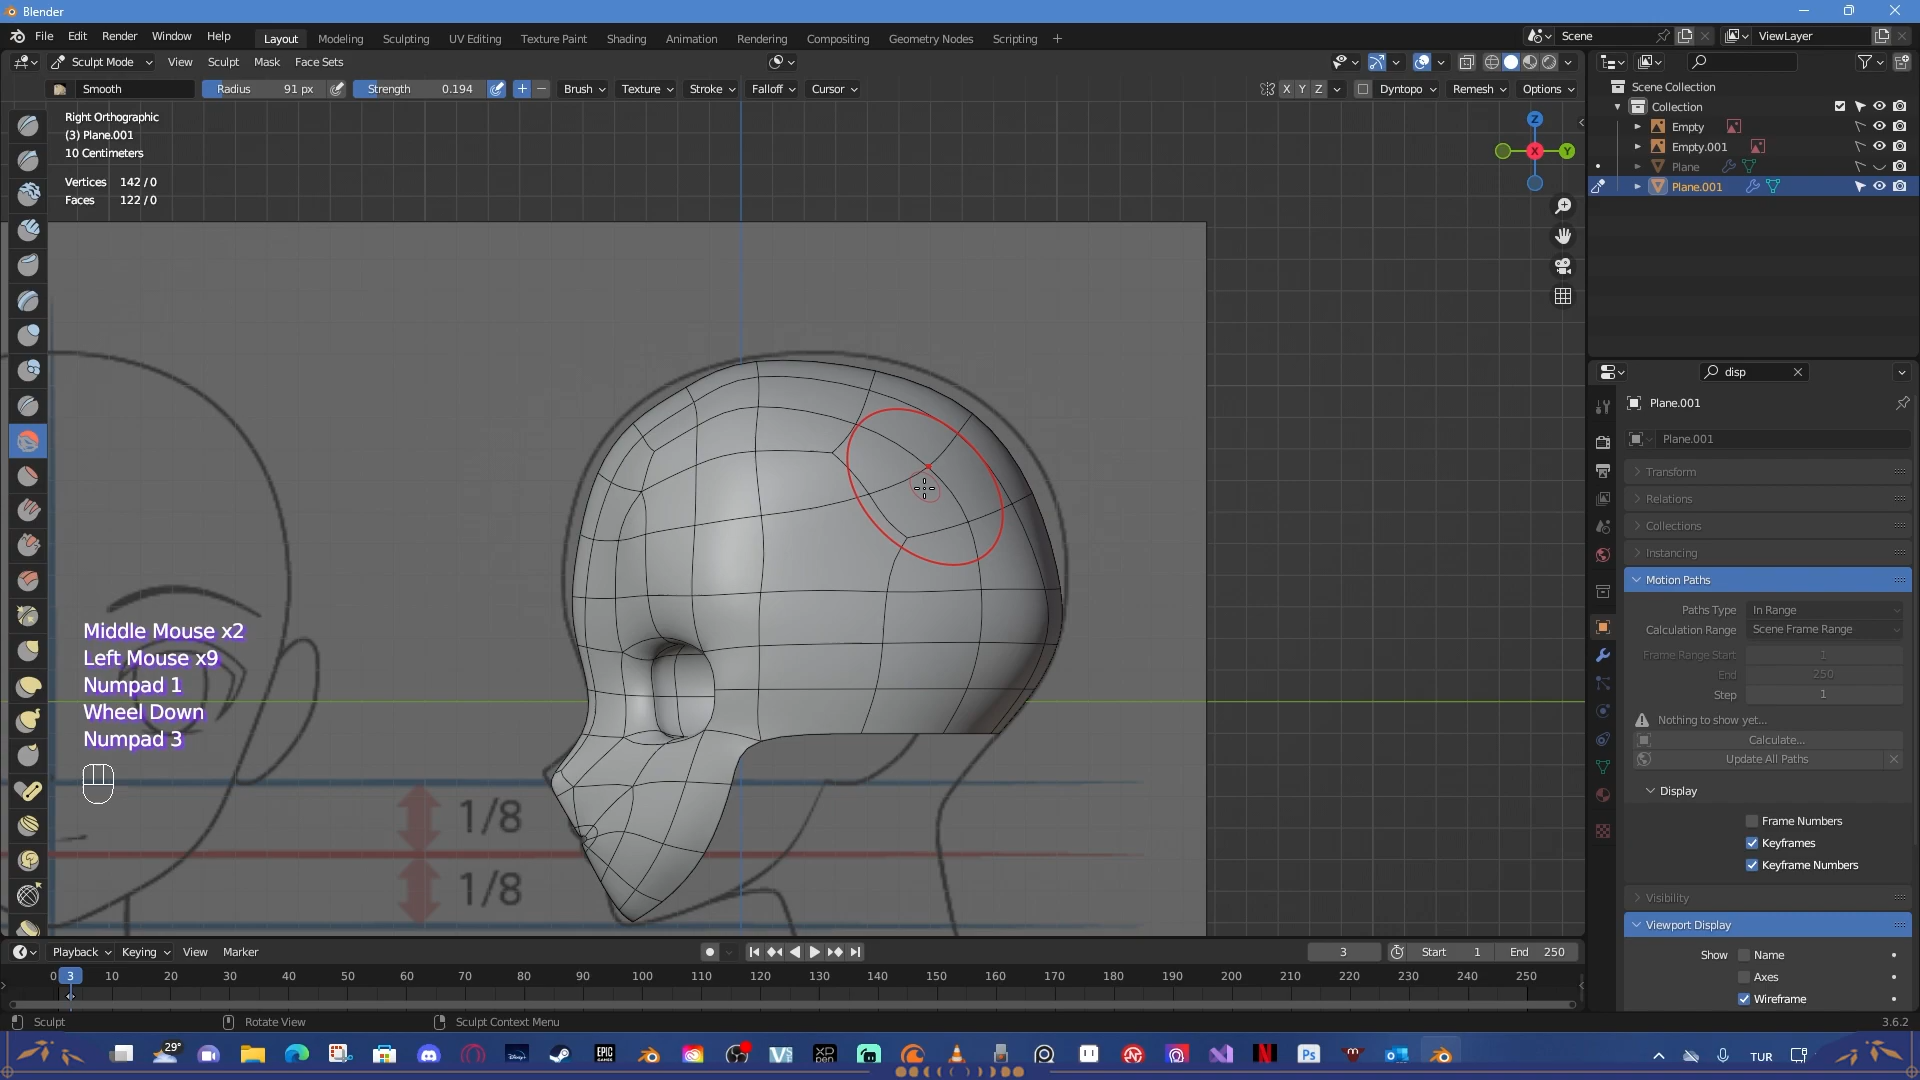 Blender
File Edit Render Window Help
Layout Modeling Sculpting UV Editing Texture Paint Shading Animation Rendering Compositing Geometry Nodes Scripting +
Scene
ViewLayer
Sculpt Mode View Sculpt Mask Face Sets
Smooth Radius 91 px Strength 0.194 Brush Texture Stroke Falloff Cursor X Y Z Dyntopo Remesh Options
Right Orthographic
(3) Plane.001
10 Centimeters
Vertices 142 / 0
Faces 122 / 0
Z
X
Y
Scene Collection
Collection
Empty
Empty.001
Plane
Plane.001
disp
Plane.001
Plane.001
Transform
Relations
Collections
Instancing
Motion Paths
Paths Type In Range
Calculation Range Scene Frame Range
Frame Range Start 1
End 250
Step 1
Nothing to show yet...
Calculate...
Update All Paths
Display
Frame Numbers
Keyframes
Keyframe Numbers
Visibility
Viewport Display
Show Name
Axes
Wireframe
Middle Mouse x2
Left Mouse x9
Numpad 1
Wheel Down
Numpad 3
1/8
1/8
Playback Keying View Marker
3 Start 1 End 250
0 3 10 20 30 40 50 60 70 80 90 100 110 120 130 140 150 160 170 180 190 200 210 220 230 240 250
Sculpt Rotate View Sculpt Context Menu 3.6.2
29°
Disney+
EPIC GAMES
XP PEN
Ps
TUR